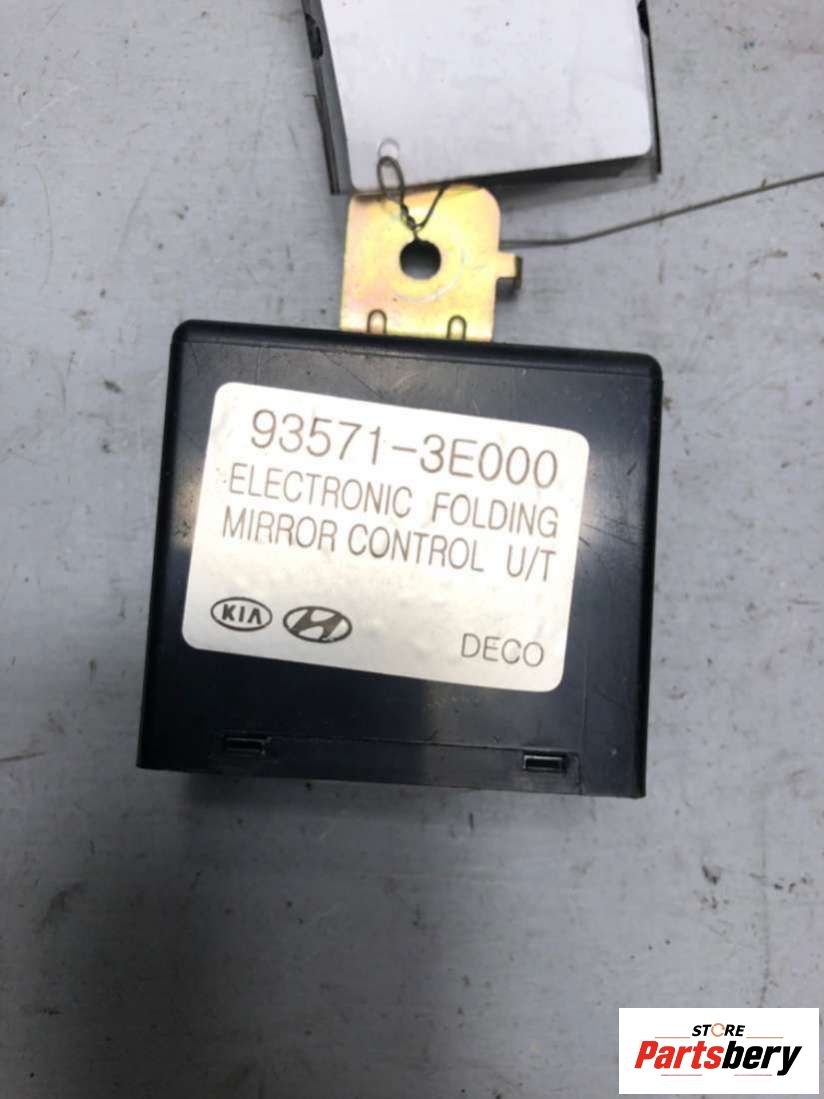 93571-3E000
ELECTRONIC FOLDING
MIRROR CONTROL U/T
KIA
DECO
STORE
Partsbery